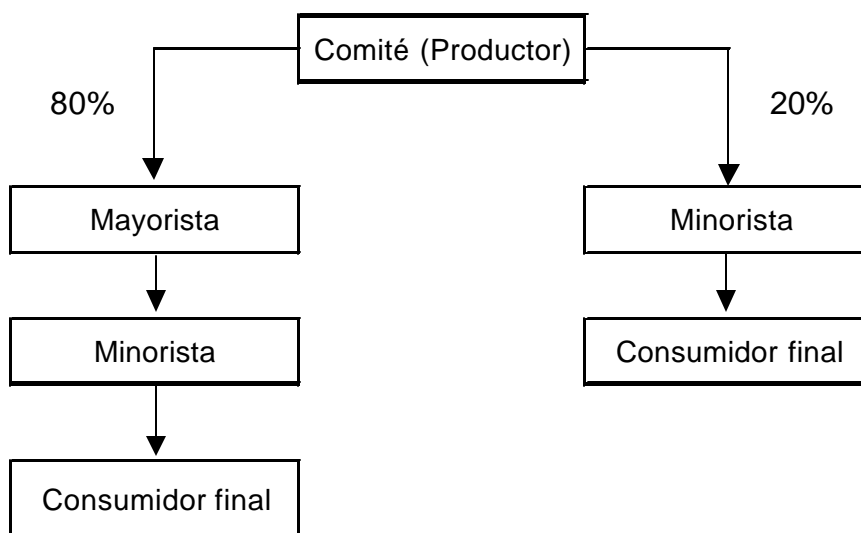 Comité (Productor)
80%
20%
Mayorista
Minorista
Minorista
Consumidor final
Consumidor final